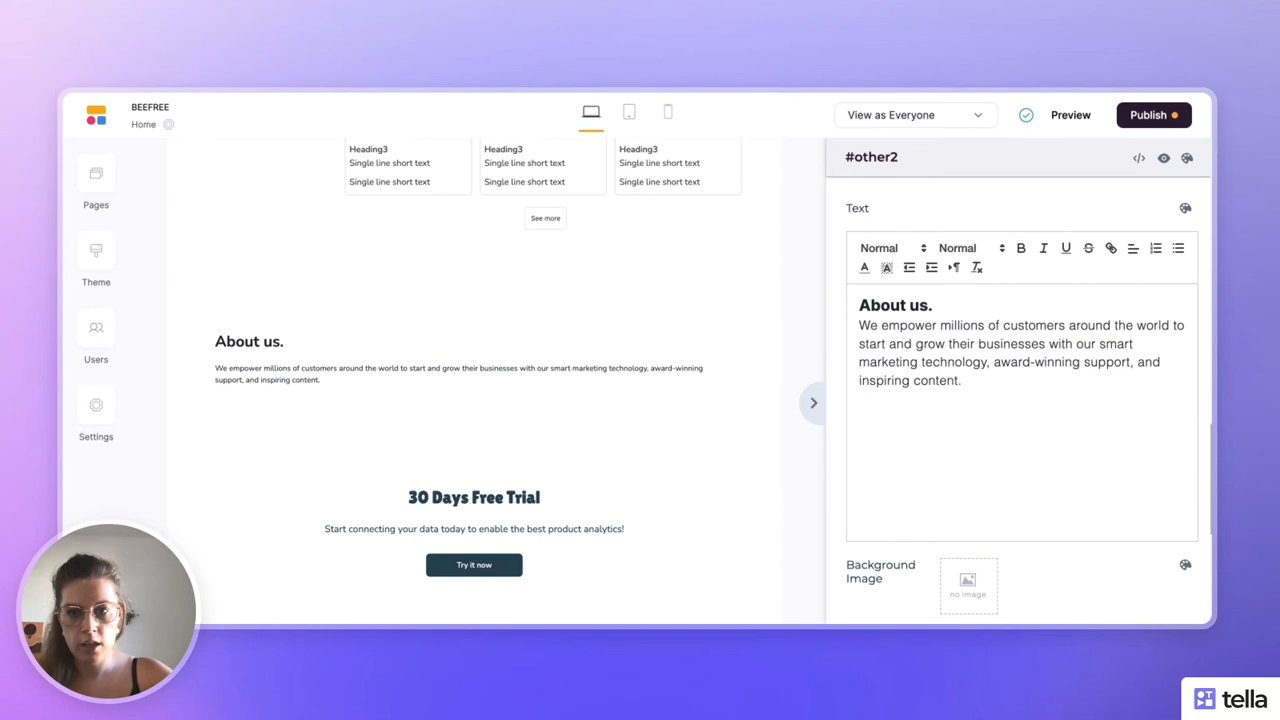 BEEFREE
Home
View as Everyone
Preview
Publish
Pages
Theme
Users
Settings
Heading3
Single line short text
Single line short text
Heading3
Single line short text
Single line short text
Heading3
Single line short text
Single line short text
See more
About us.
We empower millions of customers around the world to start and grow their businesses with our smart marketing technology, award-winning
support, and inspiring content.
30 Days Free Trial
Start connecting your data today to enable the best product analytics!
Try it now
#other2
Text
Normal
Normal
About us.
We empower millions of customers around the world to
start and grow their businesses with our smart
marketing technology, award-winning support, and
inspiring content.
Background
Image
no image
tella